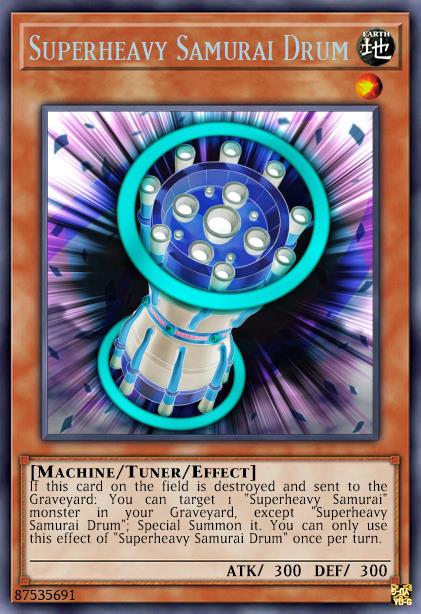 SUPERHEAVY SAMURAI DRUM
EARTH
地
[MACHINE/TUNER/EFFECT]
If this card on the field is destroyed and sent to the
Graveyard: You can target 1 "Superheavy Samurai"
monster in your Graveyard, except "Superheavy
Samurai Drum"; Special Summon it. You can only use
this effect of "Superheavy Samurai Drum" once per turn.
ATK/ 300 DEF/ 300
87535691